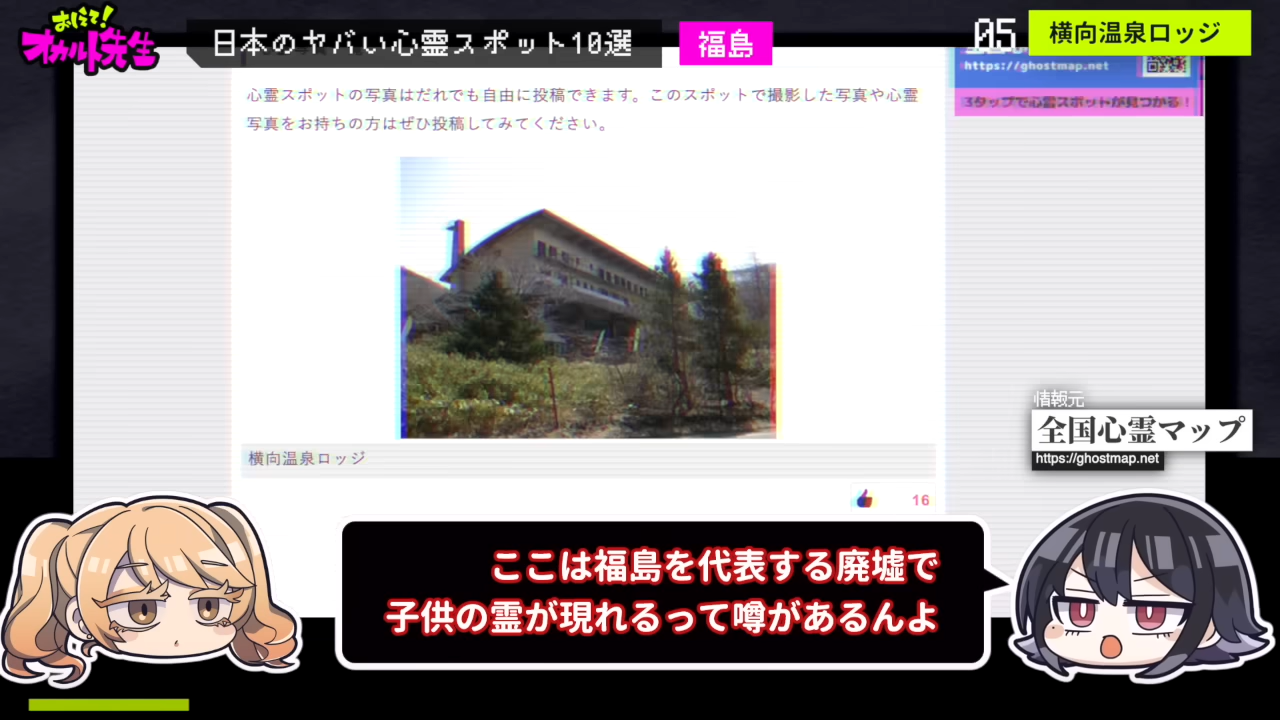 おしえて!
オカルト先生
日本のヤバい心霊スポット10選
福島
05
横向温泉ロッジ
https://ghostmap.net
3タップで心霊スポットが見つかる!
心霊スポットの写真はだれでも自由に投稿できます。このスポットで撮影した写真や心霊
写真をお持ちの方はぜひ投稿してみてください。
横向温泉ロッジ
16
情報元
全国心霊マップ
https://ghostmap.net
ここは福島を代表する廃墟で
子供の霊が現れるって噂があるんよ